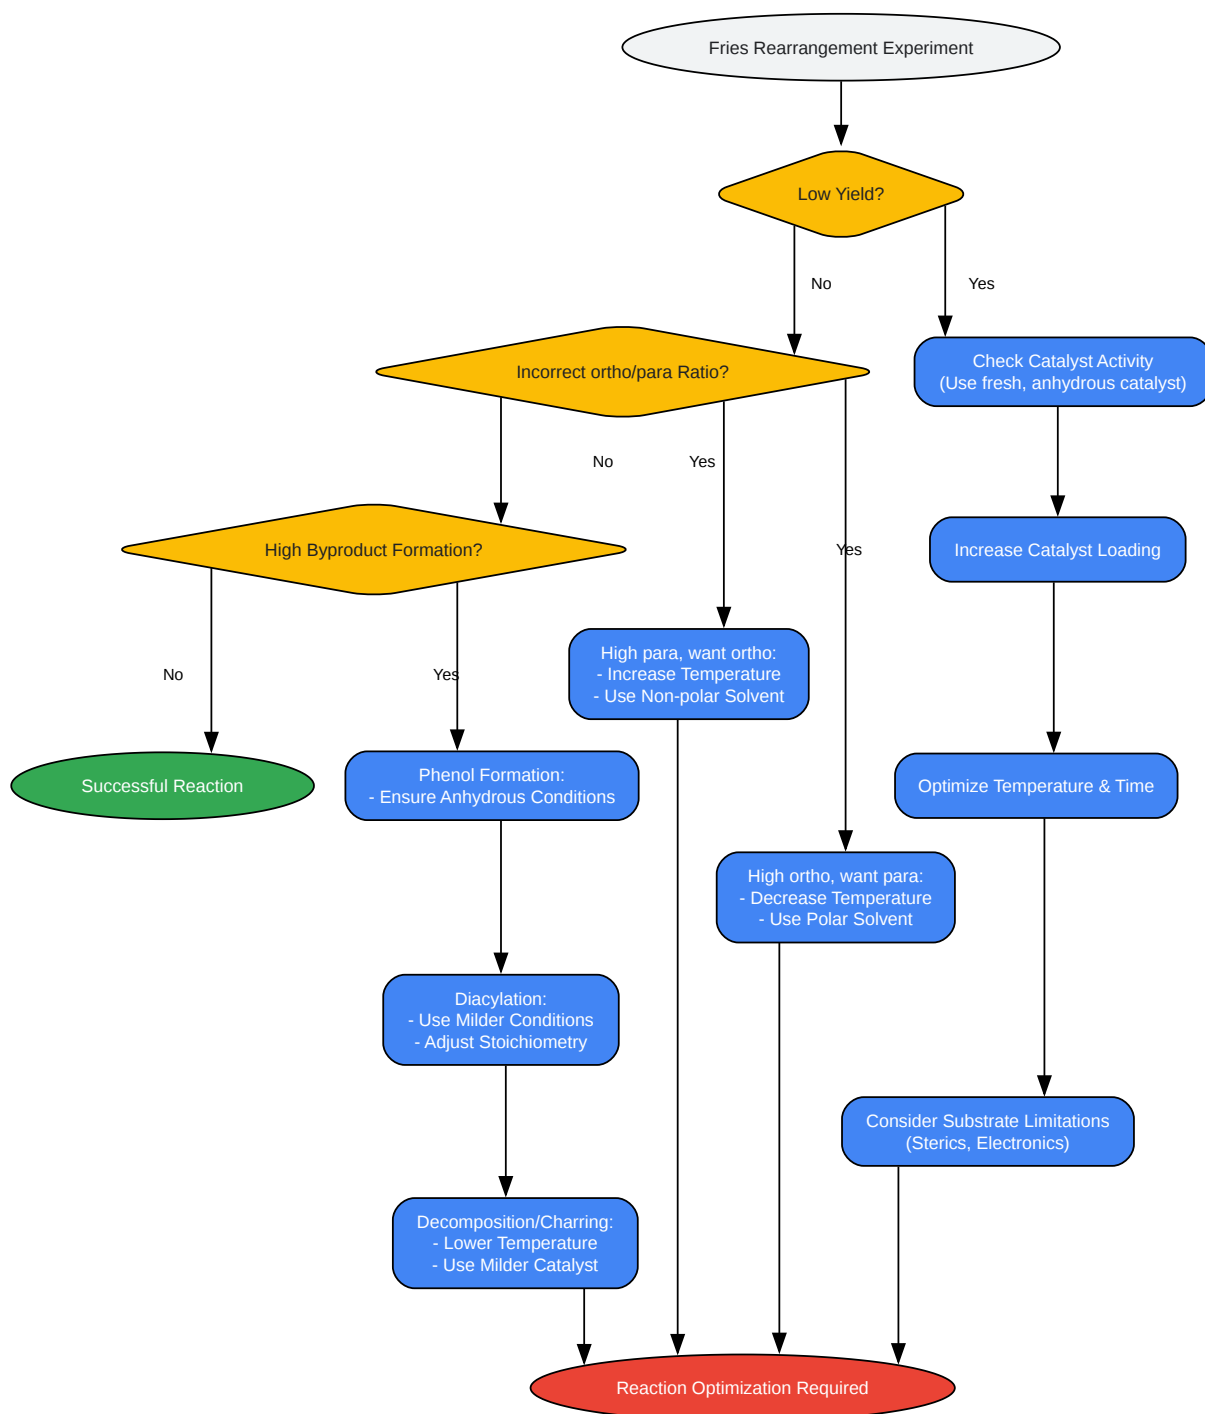 Fries Rearrangement Experiment
Low Yield?
No
Yes
Check Catalyst Activity
(Use fresh, anhydrous catalyst)
Incorrect ortho/para Ratio?
No
Yes
Yes
Increase Catalyst Loading
High Byproduct Formation?
No
Yes
High para, want ortho:
- Increase Temperature
- Use Non-polar Solvent
Successful Reaction
Phenol Formation:
- Ensure Anhydrous Conditions
Optimize Temperature & Time
High ortho, want para:
- Decrease Temperature
- Use Polar Solvent
Diacylation:
- Use Milder Conditions
- Adjust Stoichiometry
Consider Substrate Limitations
(Sterics, Electronics)
Decomposition/Charring:
- Lower Temperature
- Use Milder Catalyst
Reaction Optimization Required